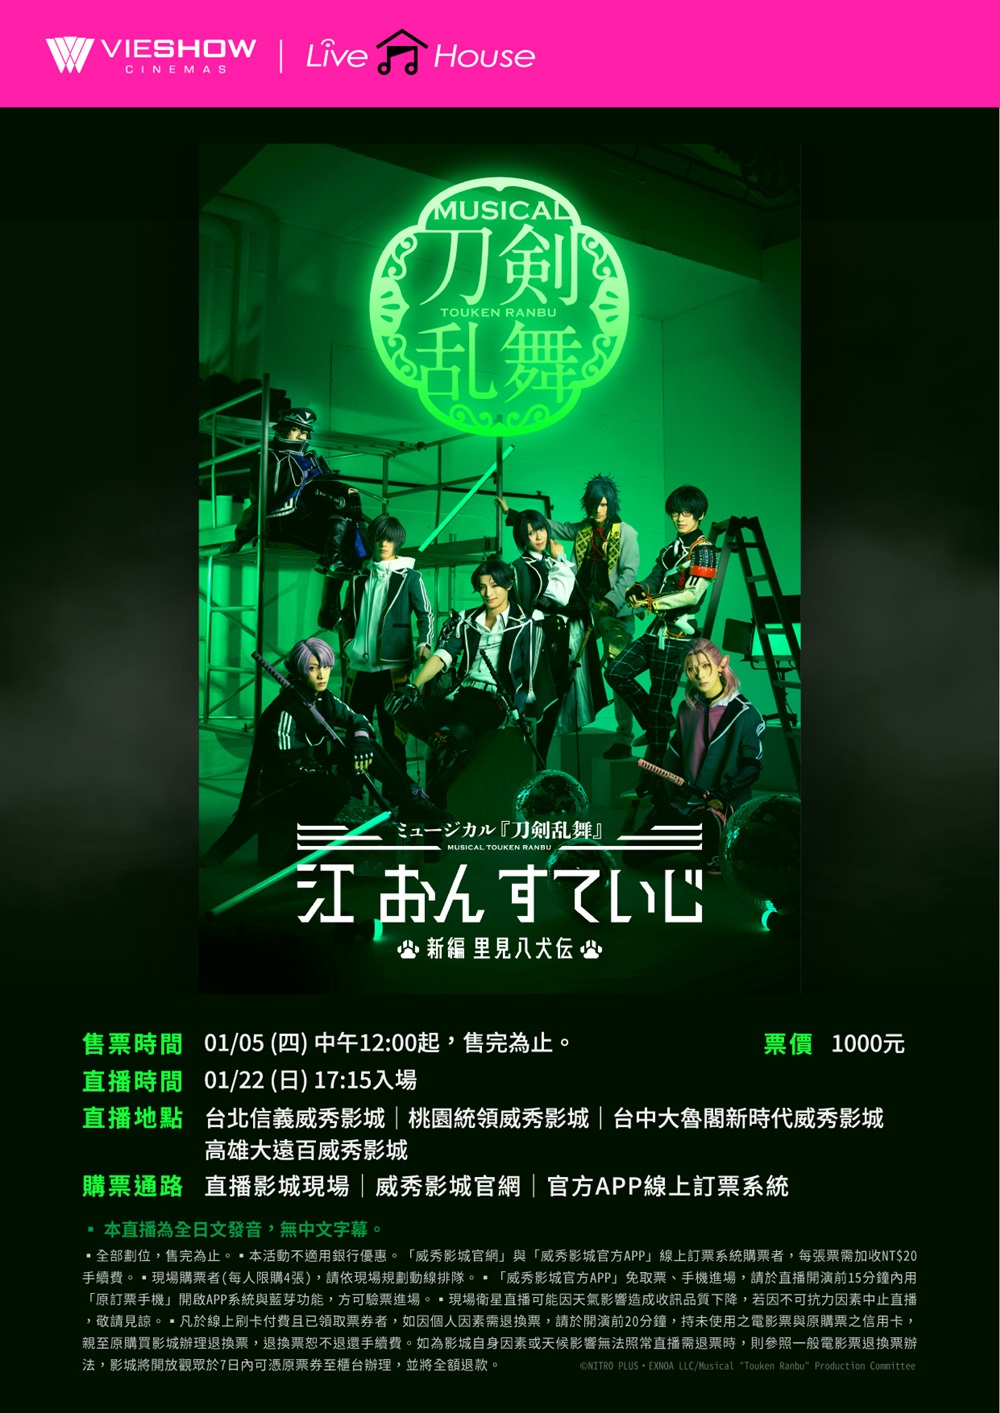 VIESHOW CINEMAS | Live House
MUSICAL
刀剣
TOUKEN RANBU
乱舞
ミュージカル『刀剣乱舞』
MUSICAL TOUKEN RANBU
江 おん すていじ
新編 里見八犬伝
售票時間 01/05 (四) 中午12:00起，售完為止。 票價 1000元
直播時間 01/22 (日) 17:15入場
直播地點 台北信義威秀影城｜桃園統領威秀影城｜台中大魯閣新時代威秀影城
高雄大遠百威秀影城
購票通路 直播影城現場｜威秀影城官網｜官方APP線上訂票系統
▪ 本直播為全日文發音，無中文字幕。
▪全部劃位，售完為止。▪本活動不適用銀行優惠。「威秀影城官網」與「威秀影城官方APP」線上訂票系統購票者，每張票需加收NT$20
手續費。▪現場購票者(每人限購4張)，請依現場規劃動線排隊。▪「威秀影城官方APP」免取票、手機進場，請於直播開演前15分鐘內用
「原訂票手機」開啟APP系統與藍芽功能，方可驗票進場。▪現場衛星直播可能因天氣影響造成收訊品質下降，若因不可抗力因素中止直播
，敬請見諒。▪凡於線上刷卡付費且已領取票券者，如因個人因素需退換票，請於開演前20分鐘，持未使用之電影票與原購票之信用卡，
親至原購買影城辦理退換票，退換票恕不退還手續費。如為影城自身因素或天候影響無法照常直播需退票時，則參照一般電影票退換票辦
法，影城將開放觀眾於7日內可憑原票券至櫃台辦理，並將全額退款。
©NITRO PLUS・EXNOA LLC/Musical "Touken Ranbu" Production Committee